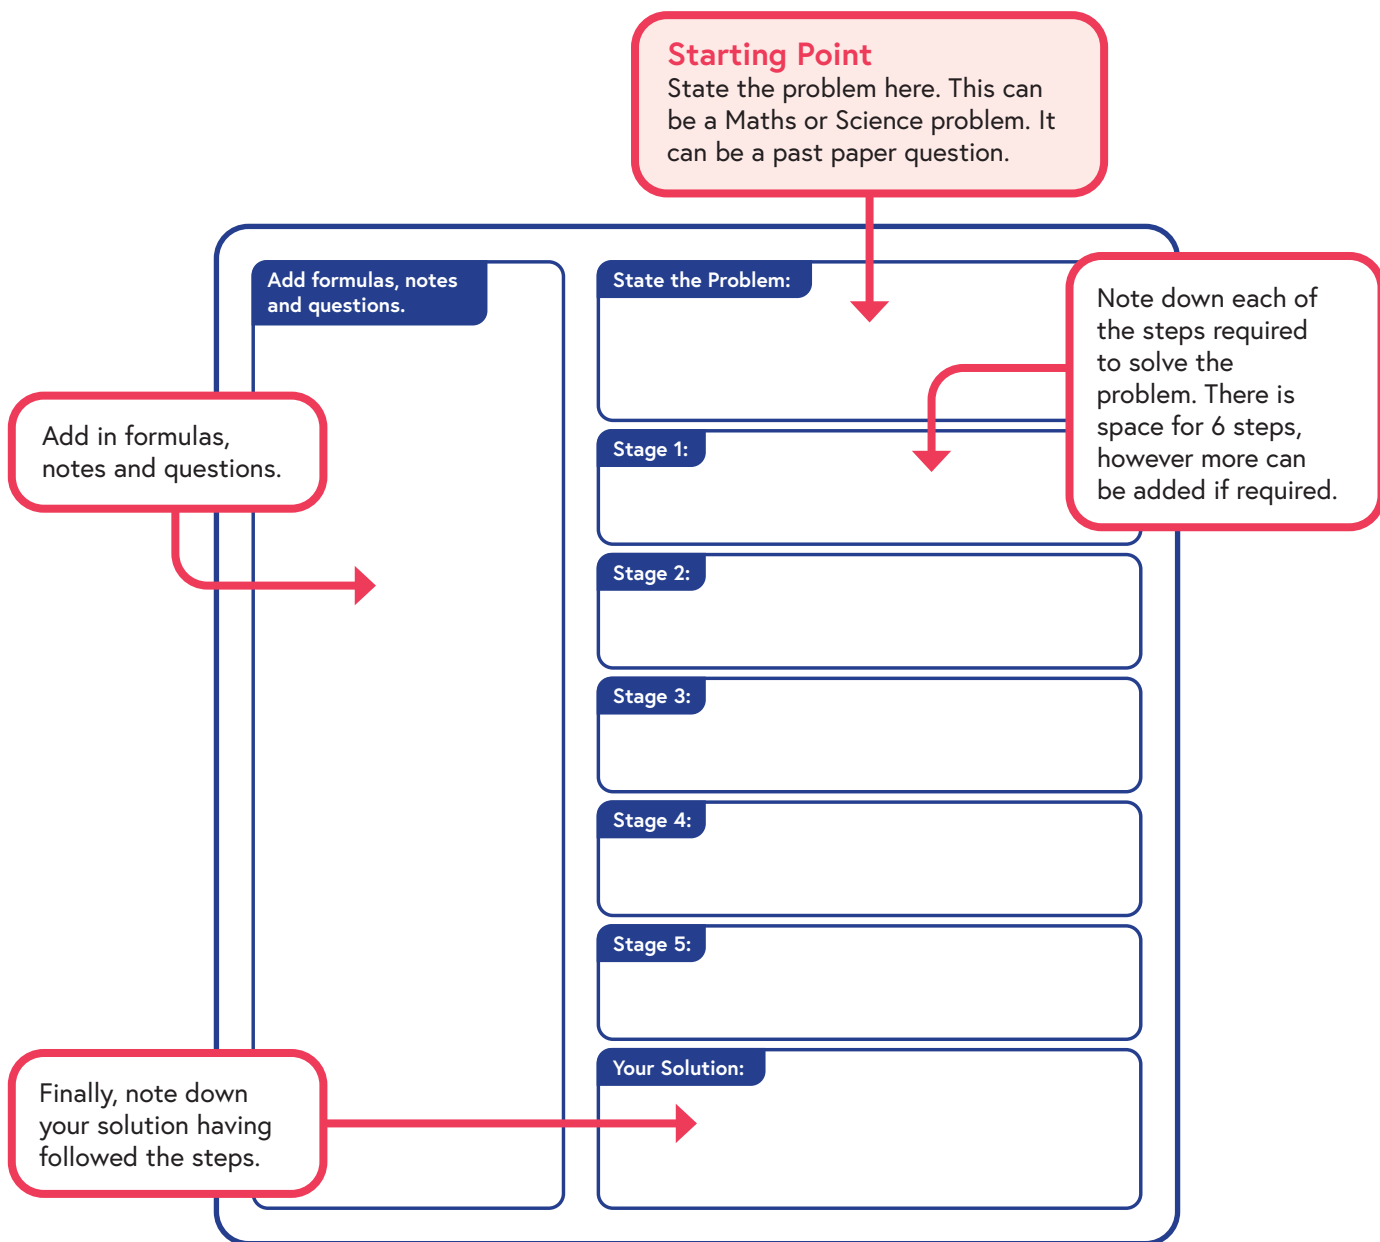 Starting Point
State the problem here. This can
be a Maths or Science problem. It
can be a past paper question.
Add formulas, notes
and questions.
State the Problem:
Note down each of
the steps required
to solve the
problem. There is
space for 6 steps,
however more can
be added if required.
Add in formulas,
notes and questions.
Stage 1:
Stage 2:
Stage 3:
Stage 4:
Stage 5:
Your Solution:
Finally, note down
your solution having
followed the steps.